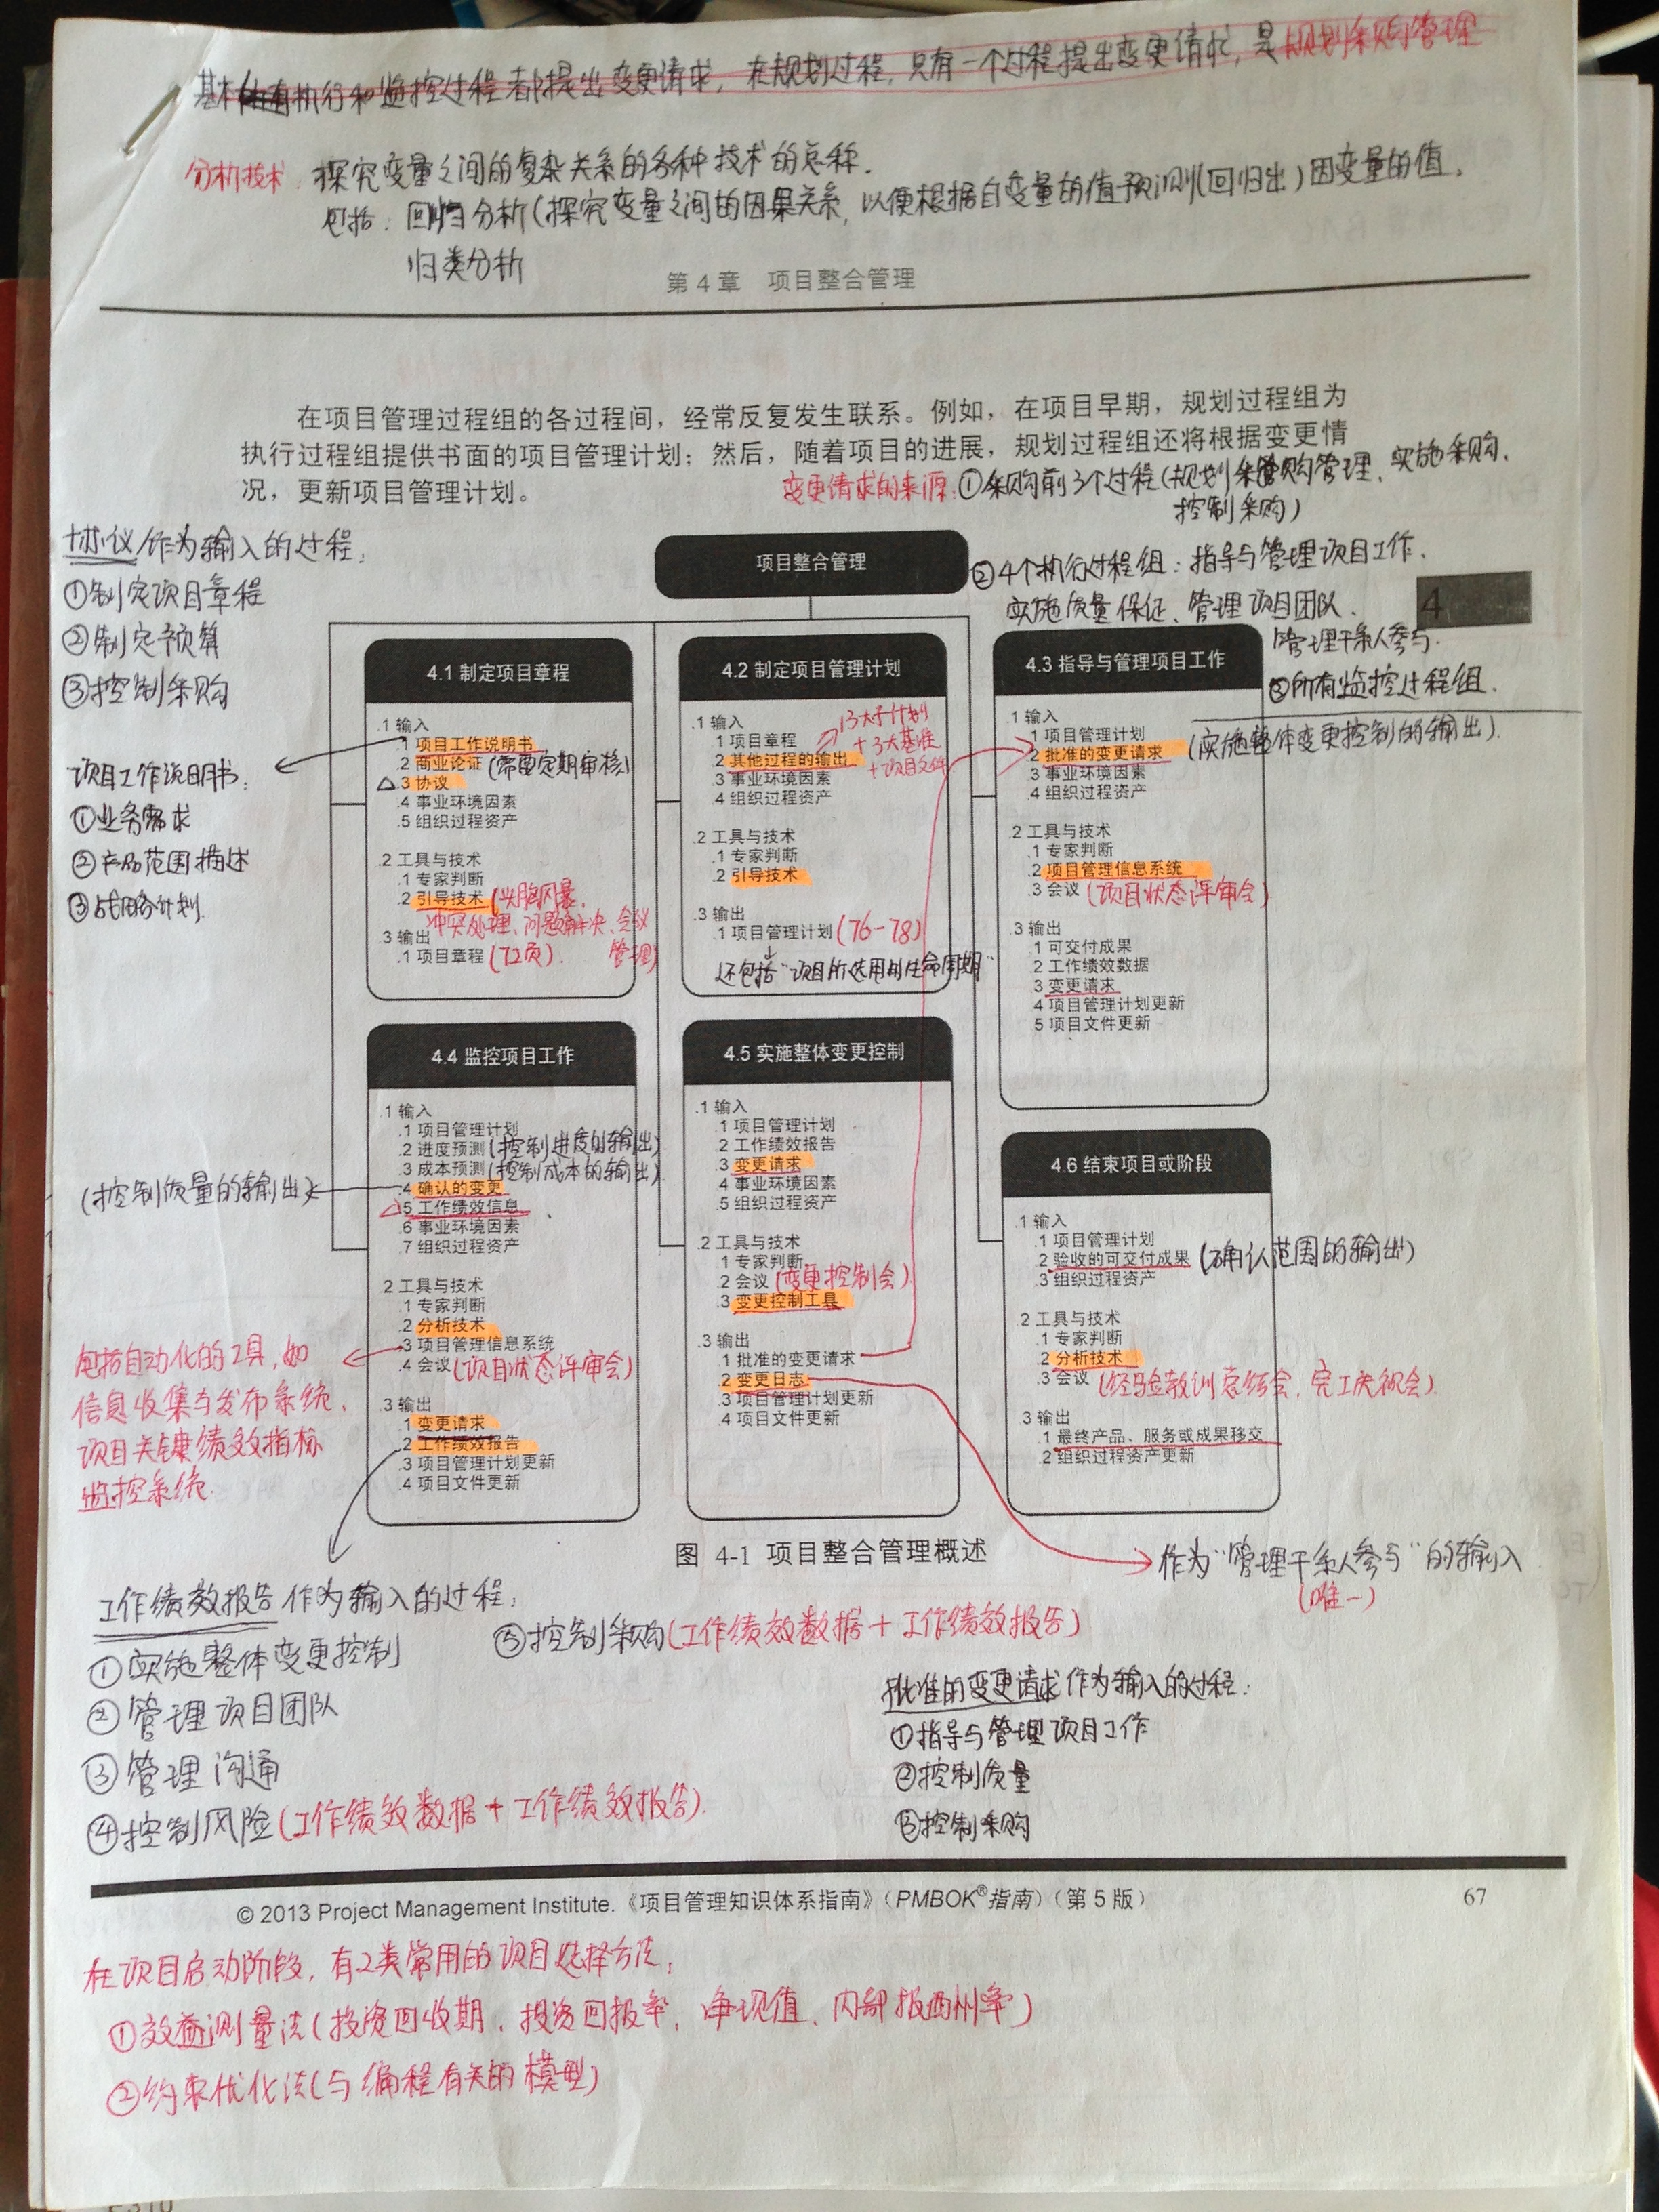 基本所有执行和监控过程都提出变更请求，在规划过程，只有一个过程提出变更请求，是规划采购管理
分析技术：探究变量之间的复杂关系的各种技术的总称．
包括：回归分析（探究变量之间的因果关系，以便根据自变量的值预测（回归出）因变量的值，
归类分析
第 4 章 项目整合管理
在项目管理过程组的各过程间，经常反复发生联系。例如，在项目早期，规划过程组为
执行过程组提供书面的项目管理计划；然后，随着项目的进展，规划过程组还将根据变更情
况，更新项目管理计划。
变更请求的来源：①采购前3个过程（规划采购管理、实施采购、
控制采购）
②4个执行过程组：指导与管理项目工作．
实施质量保证、管理项目团队．
管理干系人参与．
③所有监控过程组．
4
协议作为输入的过程：
①制定项目章程
②制定预算
③控制采购
项目工作说明书：
①业务需求
②产品范围描述
③战略计划．
项目整合管理
4.1 制定项目章程
.1 输入
.1 项目工作说明书
.2 商业论证（需要定期审核）
△.3 协议
.4 事业环境因素
.5 组织过程资产
.2 工具与技术
.1 专家判断
.2 引导技术（头脑风暴、
冲突处理、问题解决、会议
管理）
.3 输出
.1 项目章程（72页）．
4.2 制定项目管理计划
.1 输入
.1 项目章程
.2 其他过程的输出
13大子计划
+3大基准
+项目文件
.3 事业环境因素
.4 组织过程资产
.2 工具与技术
.1 专家判断
.2 引导技术
.3 输出
.1 项目管理计划（76-78）
还包括“项目所选用的生命周期”
4.3 指导与管理项目工作
.1 输入
.1 项目管理计划
.2 批准的变更请求（实施整体变更控制的输出）．
.3 事业环境因素
.4 组织过程资产
.2 工具与技术
.1 专家判断
.2 项目管理信息系统
.3 会议（项目状态评审会）
.3 输出
.1 可交付成果
.2 工作绩效数据
.3 变更请求
.4 项目管理计划更新
.5 项目文件更新
4.4 监控项目工作
.1 输入
.1 项目管理计划
.2 进度预测（控制进度的输出）
.3 成本预测（控制成本的输出）
.4 确认的变更
（控制质量的输出）
△.5 工作绩效信息
.6 事业环境因素
.7 组织过程资产
.2 工具与技术
.1 专家判断
.2 分析技术
.3 项目管理信息系统
.4 会议（项目状态评审会）
.3 输出
.1 变更请求
.2 工作绩效报告
.3 项目管理计划更新
.4 项目文件更新
包括自动化的工具，如
信息收集与发布系统、
项目关键绩效指标
监控系统．
4.5 实施整体变更控制
.1 输入
.1 项目管理计划
.2 工作绩效报告
.3 变更请求
.4 事业环境因素
.5 组织过程资产
.2 工具与技术
.1 专家判断
.2 会议（变更控制会）
.3 变更控制工具
.3 输出
.1 批准的变更请求
.2 变更日志
.3 项目管理计划更新
.4 项目文件更新
4.6 结束项目或阶段
.1 输入
.1 项目管理计划
.2 验收的可交付成果（确认范围的输出）
.3 组织过程资产
.2 工具与技术
.1 专家判断
.2 分析技术
.3 会议（经验教训总结会，完工庆祝会）．
.3 输出
.1 最终产品、服务或成果移交
.2 组织过程资产更新
图 4-1 项目整合管理概述
作为“管理干系人参与”的输入
（唯一）
工作绩效报告作为输入的过程：
①实施整体变更控制
②管理项目团队
③管理沟通
④控制风险（工作绩效数据+工作绩效报告）．
⑤控制采购（工作绩效数据+工作绩效报告）
批准的变更请求作为输入的过程：
①指导与管理项目工作
②控制质量
③控制采购
© 2013 Project Management Institute.《项目管理知识体系指南》（PMBOK®指南）（第 5 版）
67
在项目启动阶段，有2类常用的项目选择方法：
①效益测量法（投资回收期、投资回报率、净现值、内部报酬率）
②约束优化法（与编程有关的模型）